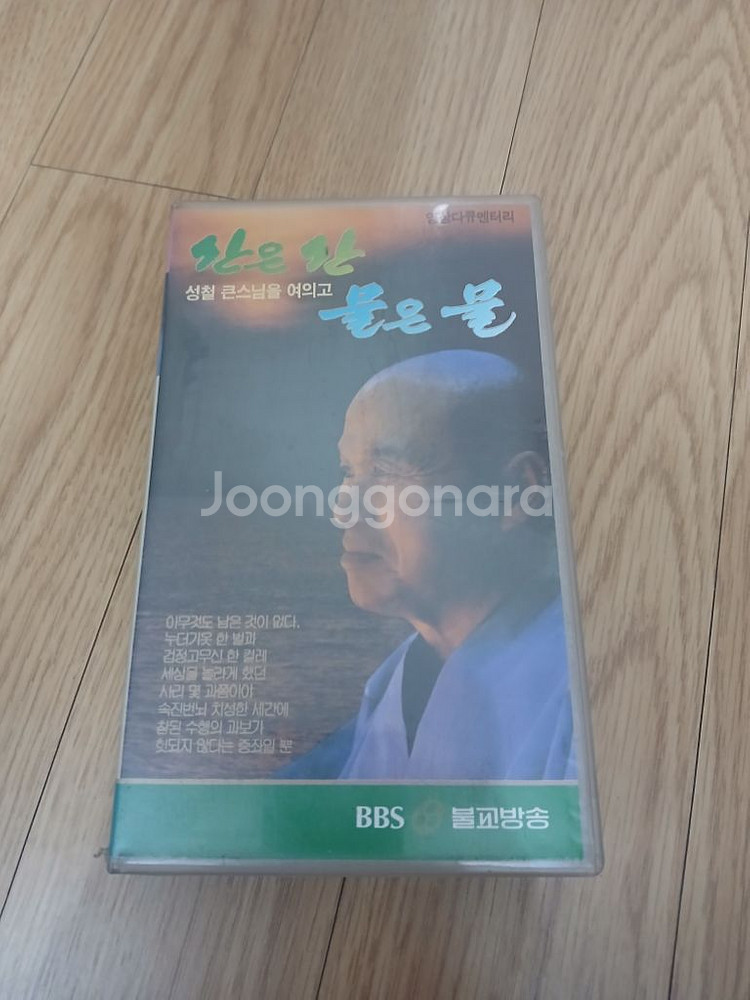 영상다큐멘터리
산은 산
성철 큰스님을 여의고
물은 물
Joonggonara
아무것도 남은 것이 없다.
누더기옷 한 벌과
검정고무신 한 켤레
세상을 놀라게 했던
사리 몇 과쯤이야
속진번뇌 치성한 세간에
참된 수행의 과보가
헛되지 않다는 증좌일 뿐
BBS 불교방송